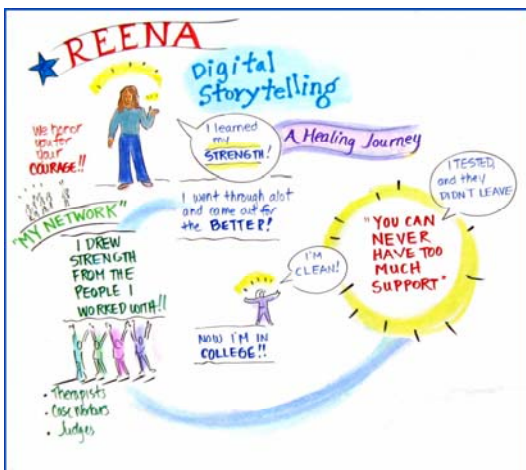 REENA
Digital
Storytelling
We honor
you for
your
COURAGE!!
I learned
my
STRENGTH!
A Healing Journey
I TESTED,
and they
DIDN'T LEAVE
"MY NETWORK"
I went through alot
and came out for
the BETTER!
"YOU CAN
NEVER
HAVE TOO
MUCH
SUPPORT"
I DREW
STRENGTH
FROM THE
PEOPLE I
WORKED WITH!!
I'M
CLEAN!
NOW I'M IN
COLLEGE!!
• Therapists
• Case Workers
• Judges